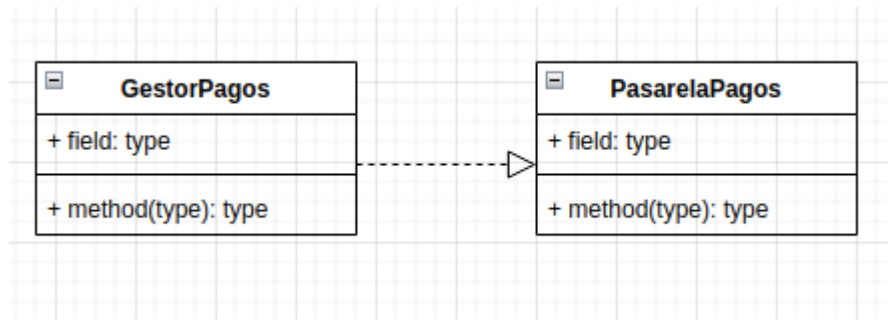 GestorPagos
+ field: type
+ method(type): type
PasarelaPagos
+ field: type
+ method(type): type